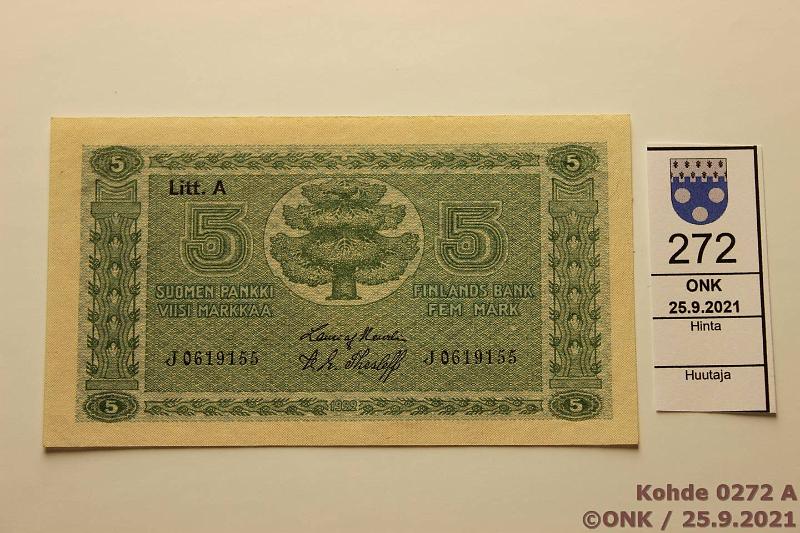 5 5
Litt. A
5 5
SUOMEN PANKKI FINLANDS BANK
VIISI MARKKAA FEM MARK
J 0619155 J 0619155
5 1922 5
272
ONK
25.9.2021
Hinta
Huutaja
Kohde 0272 A
©ONK / 25.9.2021